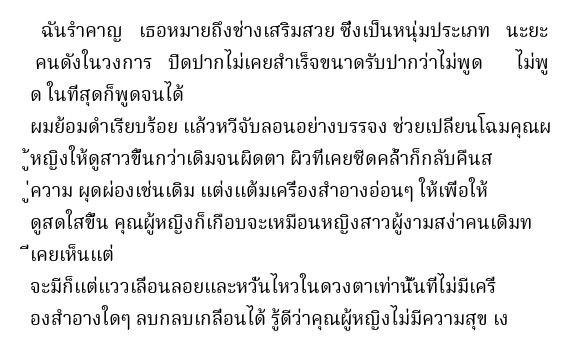 ฉันรำคาญ เธอหมายถึงช่างเสริมสวย ซึ่งเป็นหนุ่มประเภท นะยะ
คนดังในวงการ ปิดปากไม่เคยสำเร็จขนาดรับปากว่าไม่พูด ไม่พู
ด ในที่สุดก็พูดจนได้
ผมย้อมดำเรียบร้อย แล้วหวีจับลอนอย่างบรรจง ช่วยเปลี่ยนโฉมคุณผ
ู้หญิงให้ดูสาวขึ้นกว่าเดิมจนผิดตา ผิวที่เคยซีดคล้ำก็กลับคืนส
ู่ความ ผุดผ่องเช่นเดิม แต่งแต้มเครื่องสำอางอ่อนๆ ให้เพื่อให้
ดูสดใสขึ้น คุณผู้หญิงก็เกือบจะเหมือนหญิงสาวผู้งามสง่าคนเดิมท
ี่เคยเห็นแต่
จะมีก็แต่แววเลื่อนลอยและหวั่นไหวในดวงตาเท่านั้นที่ไม่มีเครื่
องสำอางใดๆ ลบกลบเกลื่อนได้ รู้ดีว่าคุณผู้หญิงไม่มีความสุข เง